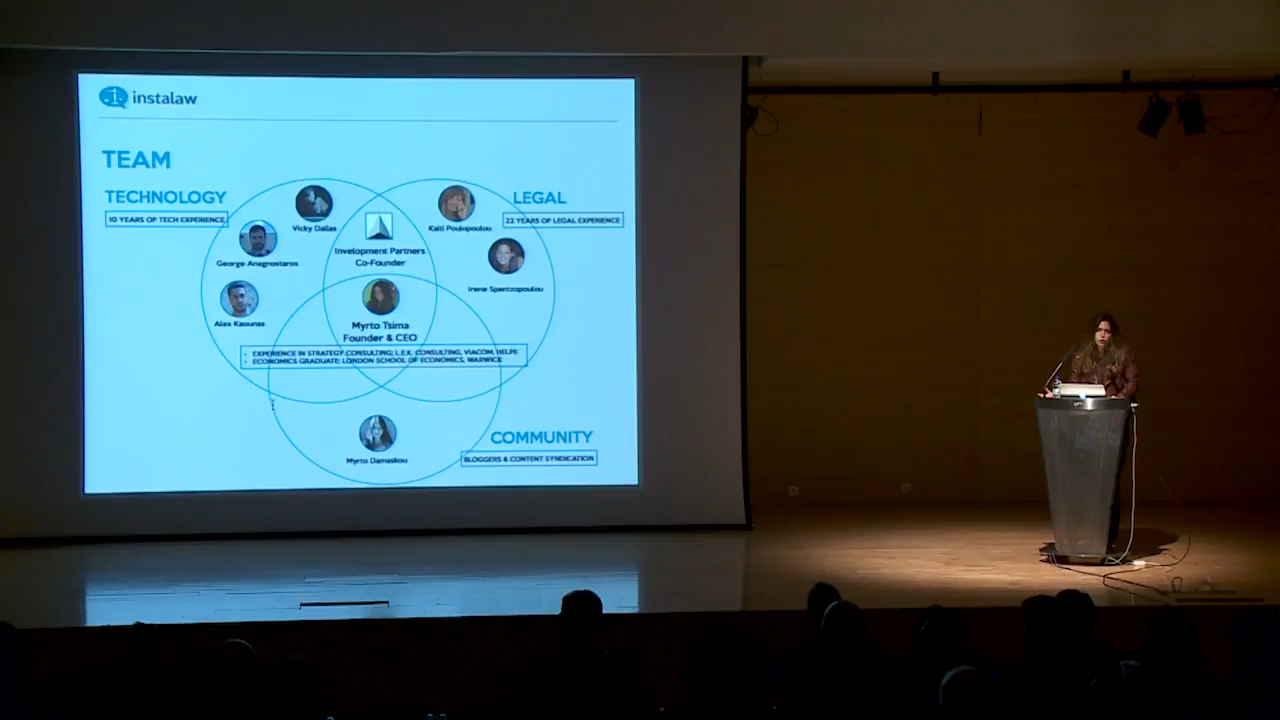 instalaw
TEAM
TECHNOLOGY
10 YEARS OF TECH EXPERIENCE
LEGAL
22 YEARS OF LEGAL EXPERIENCE
Vicky Dallas
Kaiti Poulopoulou
George Anagnostaros
Invelopment Partners
Co-Founder
Irene Spentzopoulou
Alex Kaounas
Myrto Tsima
Founder & CEO
• EXPERIENCE IN STRATEGY CONSULTING; L.E.K. CONSULTING, VIACOM, HELPE
• ECONOMICS GRADUATE; LONDON SCHOOL OF ECONOMICS, WARWICK
COMMUNITY
BLOGGERS & CONTENT SYNDICATION
Myrto Damaskou